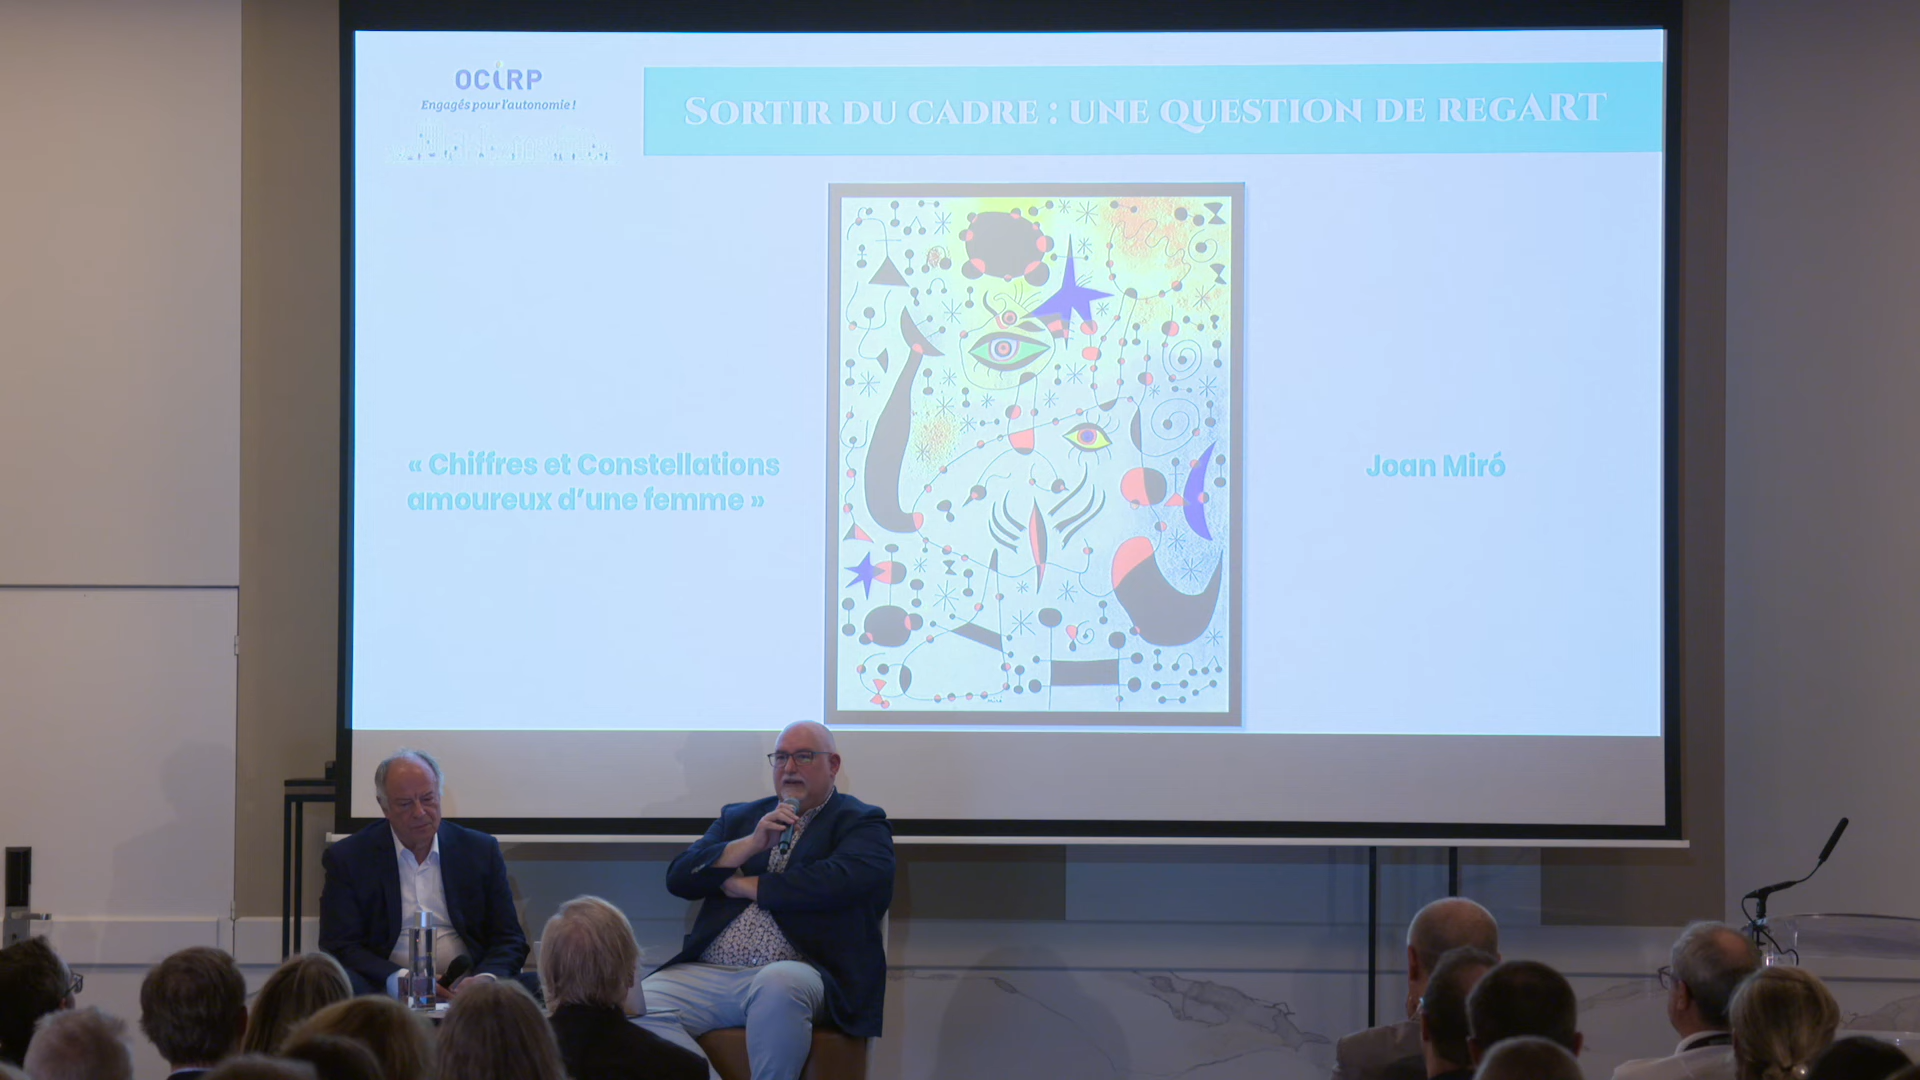 OCIRP
Engagés pour l'autonomie !
Sortir du cadre : une question de regART
« Chiffres et Constellations
amoureux d'une femme »
Joan Miró